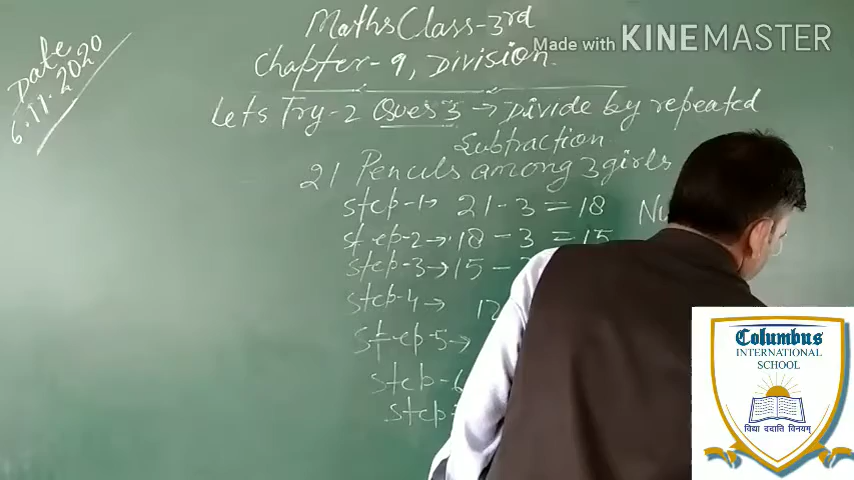 Maths Class-3rd
Made with KINEMASTER
Date
6.11.2020
Chapter-9, Division.
Lets Try-2 Ques 3 → Divide by repeated
Subtraction.
21 Pencils among 3 girls
Step-1→ 21-3=18
Step-2→ 18-3=15
Step-3→ 15-
Step-4→ 12
Step-5→
Step-6
Step
Columbus
INTERNATIONAL
SCHOOL
विद्या ददाति विनयम्